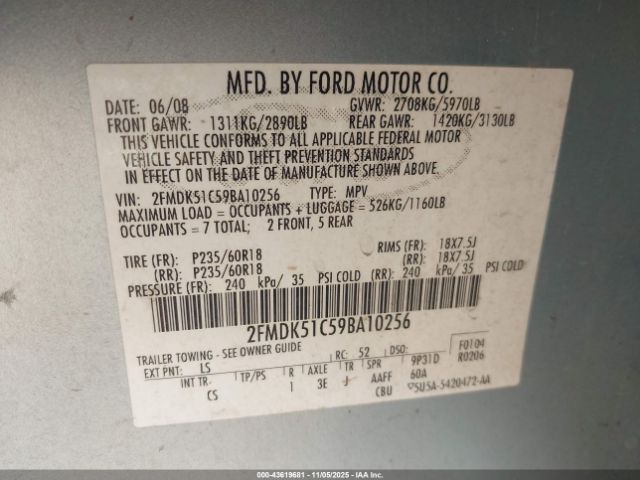 MFD. BY FORD MOTOR CO.
DATE: 06/08 GVWR: 2708KG/5970LB
FRONT GAWR: 1311KG/2890LB REAR GAWR: 1420KG/3130LB
THIS VEHICLE CONFORMS TO ALL APPLICABLE FEDERAL MOTOR
VEHICLE SAFETY AND THEFT PREVENTION STANDARDS
IN EFFECT ON THE DATE OF MANUFACTURE SHOWN ABOVE.
VIN: 2FMDK51C59BA10256 TYPE: MPV
MAXIMUM LOAD = OCCUPANTS + LUGGAGE = 526KG/1160LB
OCCUPANTS = 7 TOTAL; 2 FRONT, 5 REAR
TIRE (FR): P235/60R18 RIMS (FR): 18X7.5J
(RR): P235/60R18 (RR): 18X7.5J
PRESSURE (FR): 240 kPa/ 35 PSI COLD (RR): 240 kPa/ 35 PSI COLD
2FMDK51C59BA10256
TRAILER TOWING - SEE OWNER GUIDE
EXT PNT: LS RC: 52 DSO: F0104
INT TR TP/PS R AXLE TR SPR 9P31D R0206
CS 1 3E J AAFF 60A
CBU 5U5A-5420472-AA
000-43619681 - 11/05/2025 - IAA Inc.